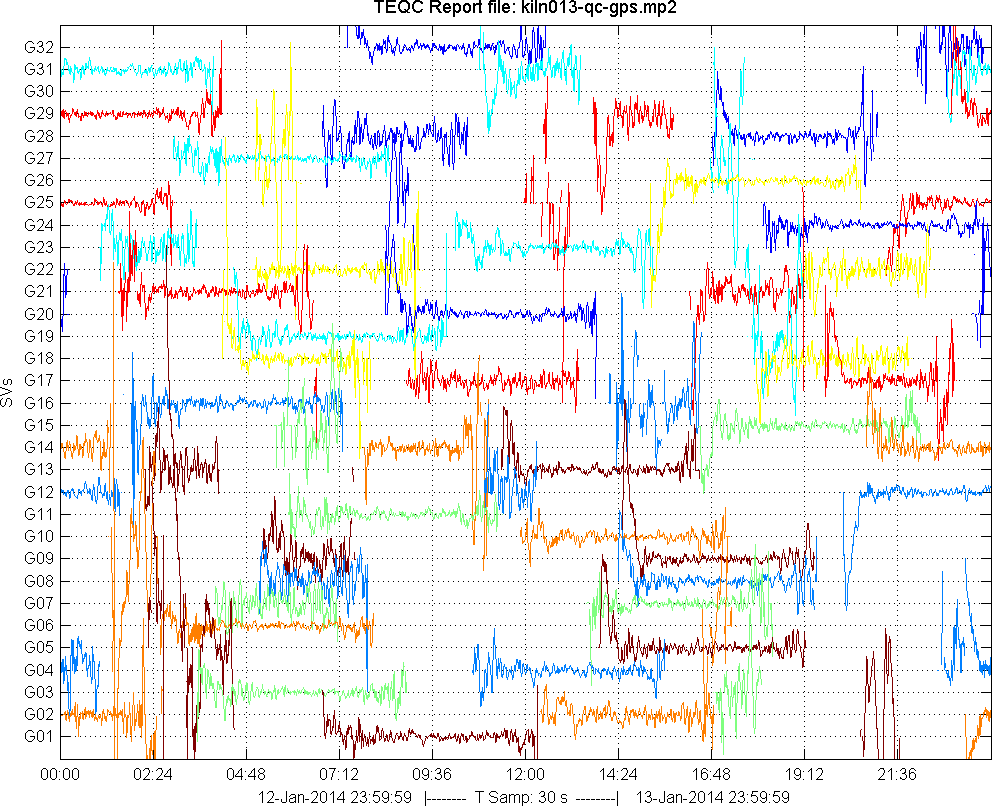 TEQC Report file: kiln013-qc-gps.mp2
G32
G31
G30
G29
G28
G27
G26
G25
G24
G23
G22
G21
G20
G19
G18
G17
G16
G15
G14
G13
G12
G11
G10
G09
G08
G07
G06
G05
G04
G03
G02
G01
SVs
00:00 02:24 04:48 07:12 09:36 12:00 14:24 16:48 19:12 21:36
12-Jan-2014 23:59:59 |-------- T Samp: 30 s --------| 13-Jan-2014 23:59:59